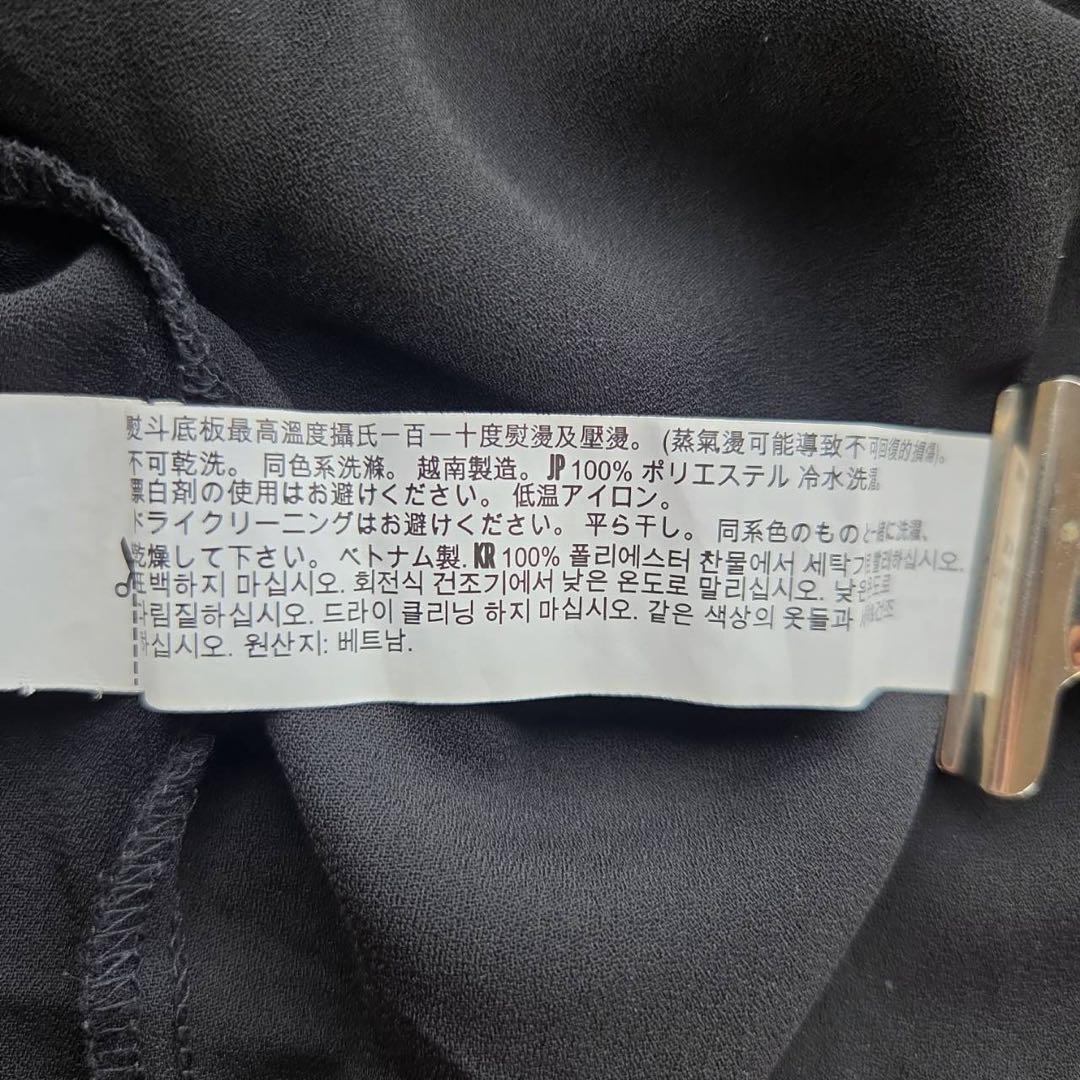 熨斗底板最高溫度攝氏一百一十度熨燙及壓燙。(蒸氣燙可能導致不可回復的損傷)。
不可乾洗。 同色系洗滌。 越南製造。 JP 100% ポリエステル 冷水洗濯
漂白剤の使用はお避けください。 低温アイロン。
ドライクリーニングはお避けください。 平ら干し。 同系色のものと一緒に洗濯、
乾燥して下さい。 ベトナム製. KR 100% 폴리에스터 찬물에서 세탁기로 빨래하십시오.
표백하지 마십시오. 회전식 건조기에서 낮은 온도로 말리십시오. 낮은온도로
다림질하십시오. 드라이 클리닝 하지 마십시오. 같은 색상의 옷들과
하십시오. 원산지: 베트남.